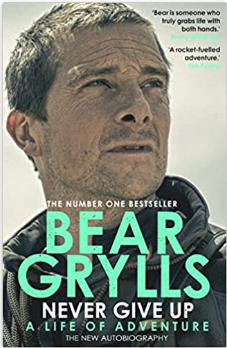 'Bear is someone who
truly grabs life with
both hands.'
'A rocket-fuelled
adventure.'
THE NUMBER ONE BESTSELLER
BEAR
GRYLLS
NEVER GIVE UP
A LIFE OF ADVENTURE
THE NEW AUTOBIOGRAPHY